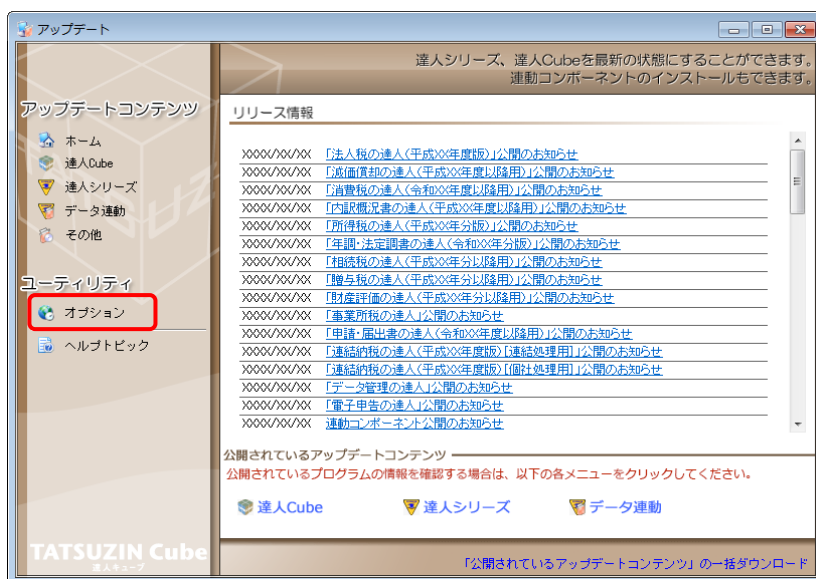 アップデート
達人シリーズ、達人Cubeを最新の状態にすることができます。
連動コンポーネントのインストールもできます。
アップデートコンテンツ
ホーム
達人Cube
達人シリーズ
データ連動
その他
ユーティリティ
オプション
ヘルプトピック
リリース情報
XXXX/XX/XX 「法人税の達人(平成XX年度版)」公開のお知らせ
XXXX/XX/XX 「減価償却の達人(平成XX年度以降用)」公開のお知らせ
XXXX/XX/XX 「消費税の達人(令和XX年度以降用)」公開のお知らせ
XXXX/XX/XX 「内訳概況書の達人(平成XX年度以降用)」公開のお知らせ
XXXX/XX/XX 「所得税の達人(平成XX年分版)」公開のお知らせ
XXXX/XX/XX 「年調・法定調書の達人(令和XX年分版)」公開のお知らせ
XXXX/XX/XX 「相続税の達人(平成XX年分以降用)」公開のお知らせ
XXXX/XX/XX 「贈与税の達人(平成XX年分以降用)」公開のお知らせ
XXXX/XX/XX 「財産評価の達人(平成XX年分以降用)」公開のお知らせ
XXXX/XX/XX 「事業所税の達人」公開のお知らせ
XXXX/XX/XX 「申請・届出書の達人(令和XX年度以降用)」公開のお知らせ
XXXX/XX/XX 「連結納税の達人(平成XX年度版)[連結処理用]」公開のお知らせ
XXXX/XX/XX 「連結納税の達人(平成XX年度版)[個社処理用]」公開のお知らせ
XXXX/XX/XX 「データ管理の達人」公開のお知らせ
XXXX/XX/XX 「電子申告の達人」公開のお知らせ
XXXX/XX/XX 連動コンポーネント公開のお知らせ
公開されているアップデートコンテンツ
公開されているプログラムの情報を確認する場合は、以下の各メニューをクリックしてください。
達人Cube 達人シリーズ データ連動
TATSUZIN Cube
達人キューブ
「公開されているアップデートコンテンツ」の一括ダウンロード